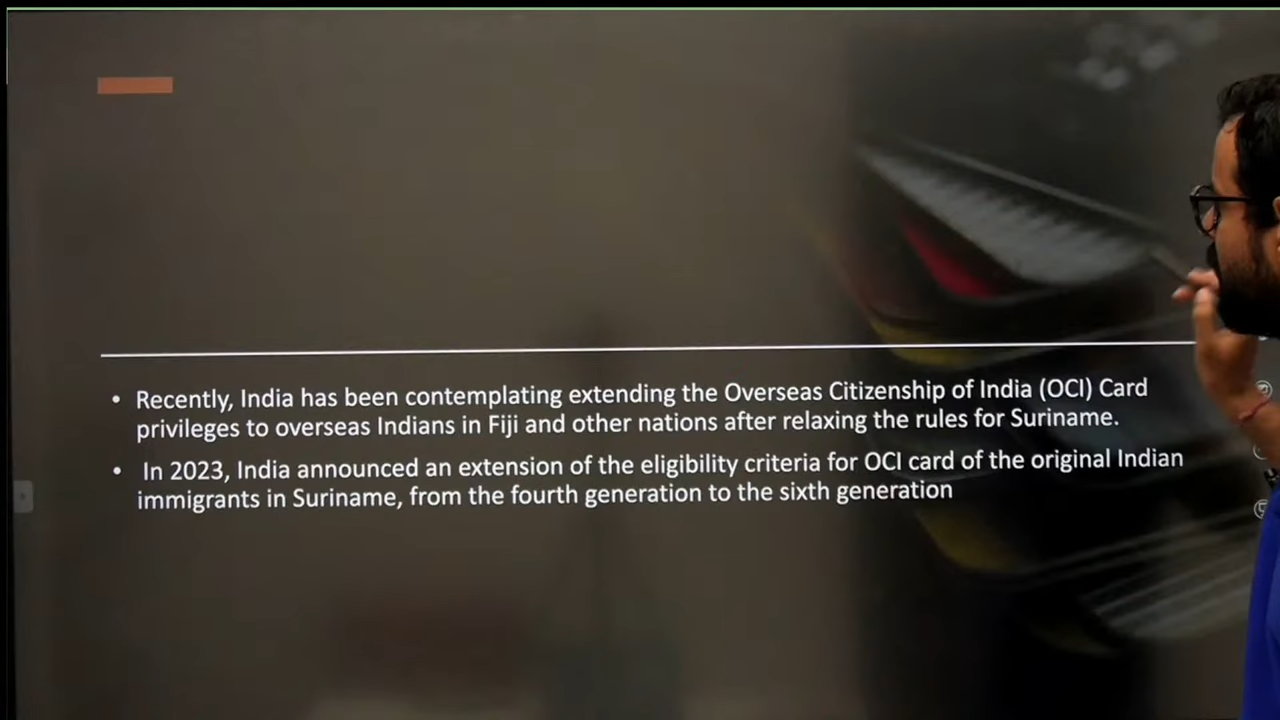 • Recently, India has been contemplating extending the Overseas Citizenship of India (OCI) Card
privileges to overseas Indians in Fiji and other nations after relaxing the rules for Suriname.
• In 2023, India announced an extension of the eligibility criteria for OCI card of the original Indian
immigrants in Suriname, from the fourth generation to the sixth generation